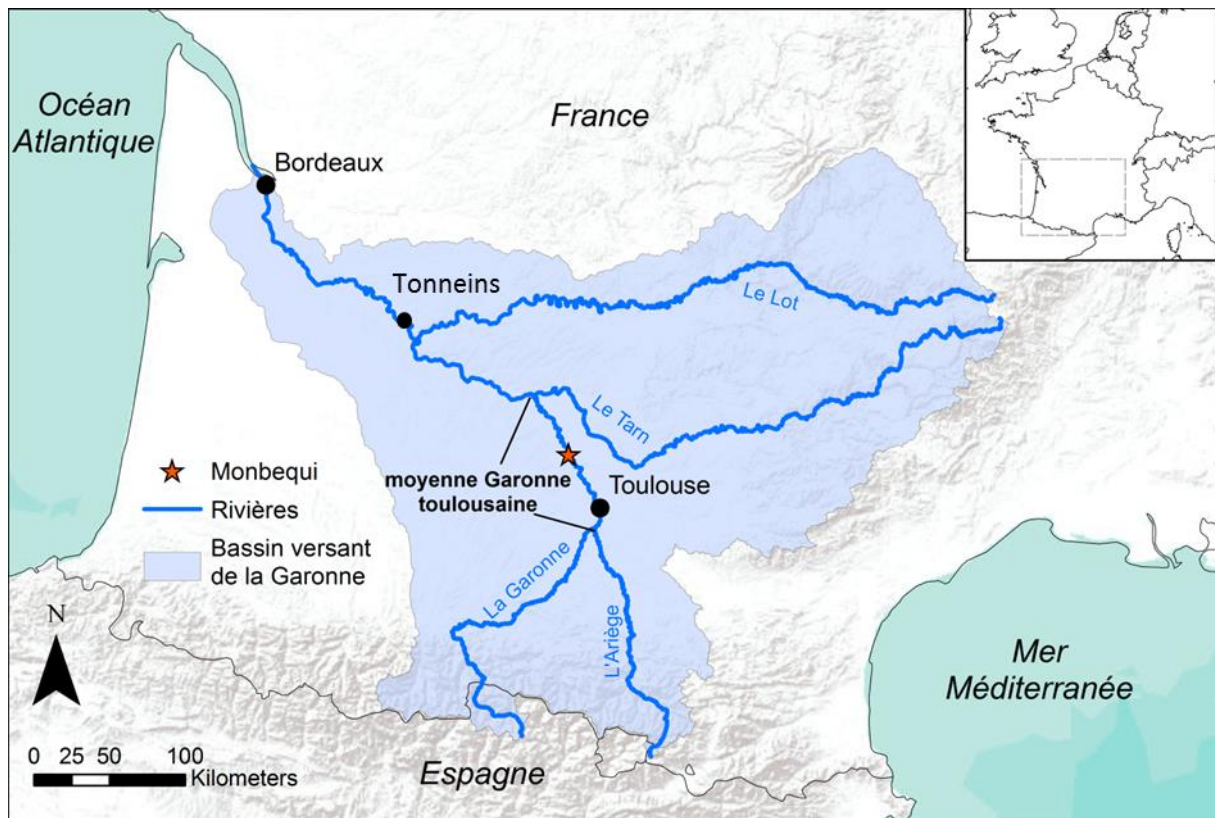 Océan
Atlantique
France
Bordeaux
Tonneins
Le Lot
Le Tarn
Monbequi
moyenne Garonne
toulousaine
Toulouse
Rivières
Bassin versant
de la Garonne
La Garonne
L'Ariège
N
Mer
Méditerranée
0 25 50 100
Kilometers
Espagne